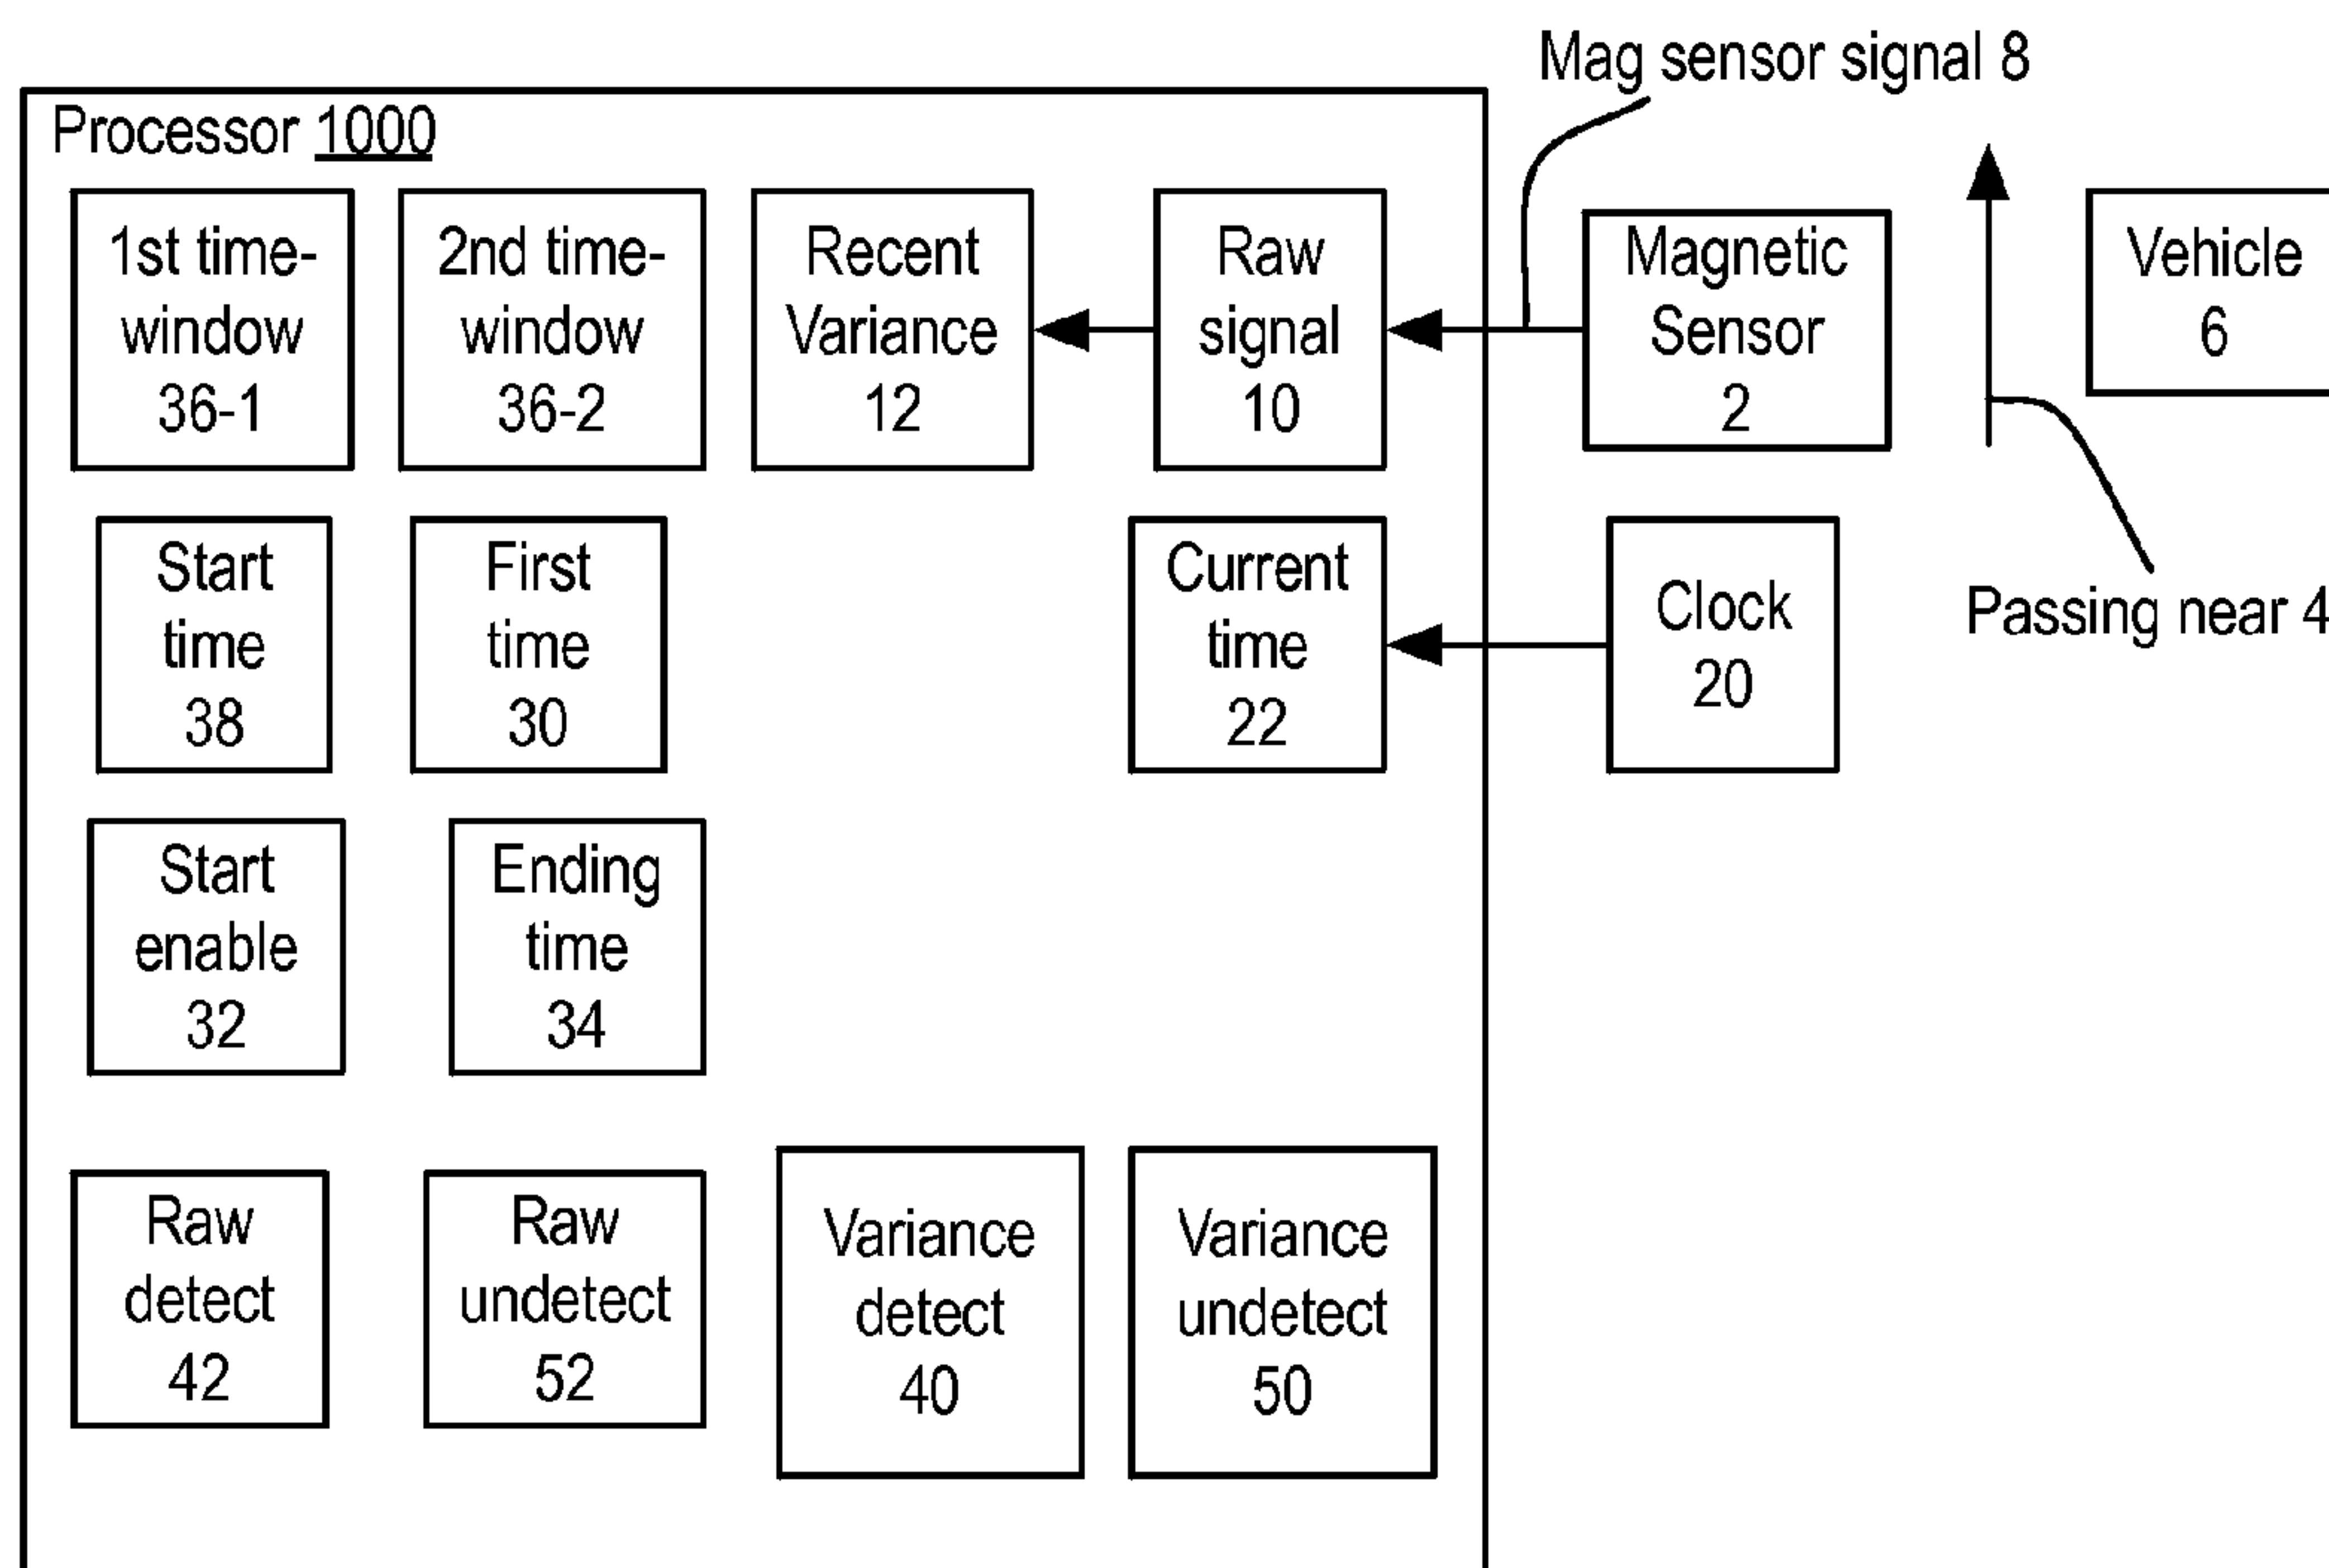 Mag sensor signal 8
Processor 1000
1st time-
window
36-1
2nd time-
window
36-2
Recent
Variance
12
Raw
signal
10
Magnetic
Sensor
2
Vehicle
6
Start
time
38
First
time
30
Current
time
22
Clock
20
Passing near 4
Start
enable
32
Ending
time
34
Raw
detect
42
Raw
undetect
52
Variance
detect
40
Variance
undetect
50